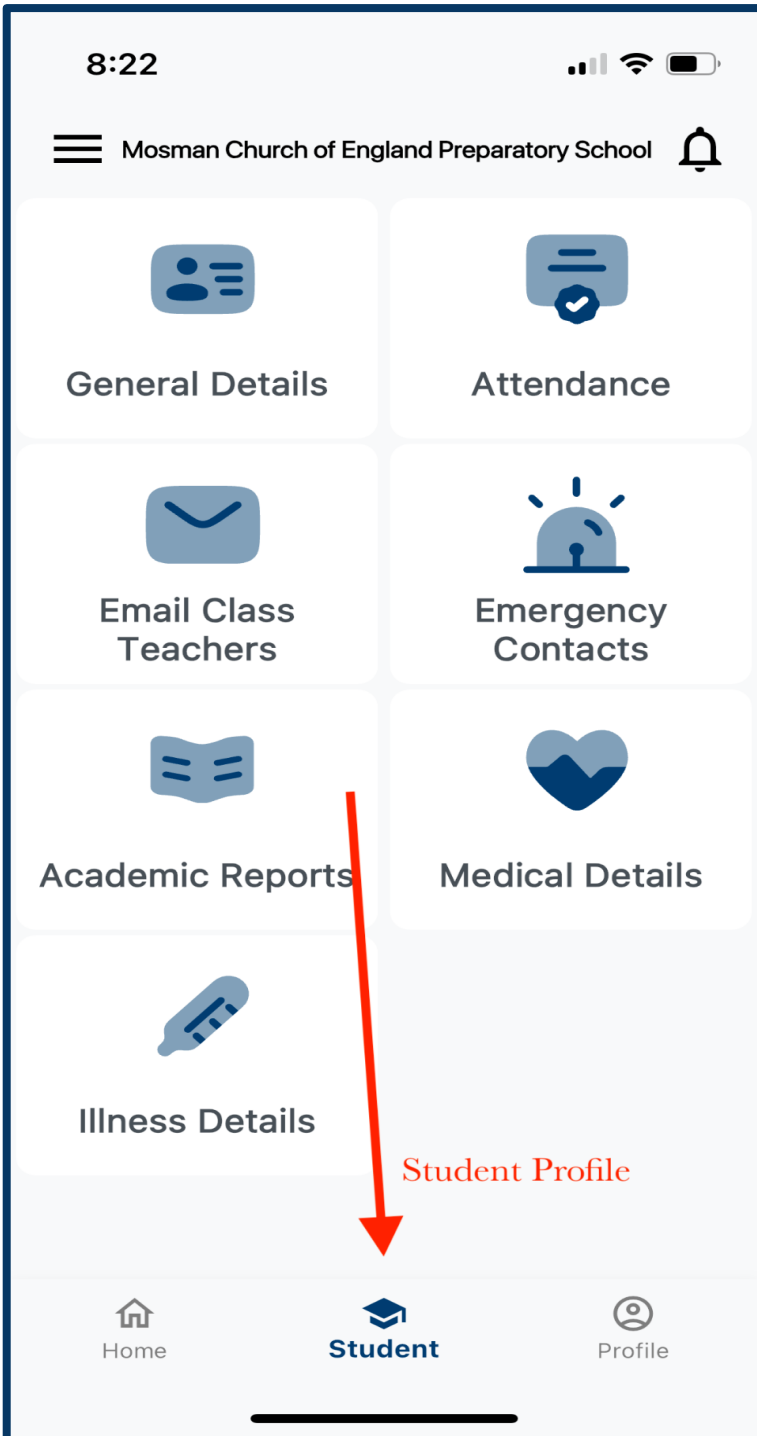 8:22
Mosman Church of England Preparatory School
General Details
Attendance
Email Class
Teachers
Emergency
Contacts
Academic Reports
Medical Details
Illness Details
Student Profile
Home
Student
Profile